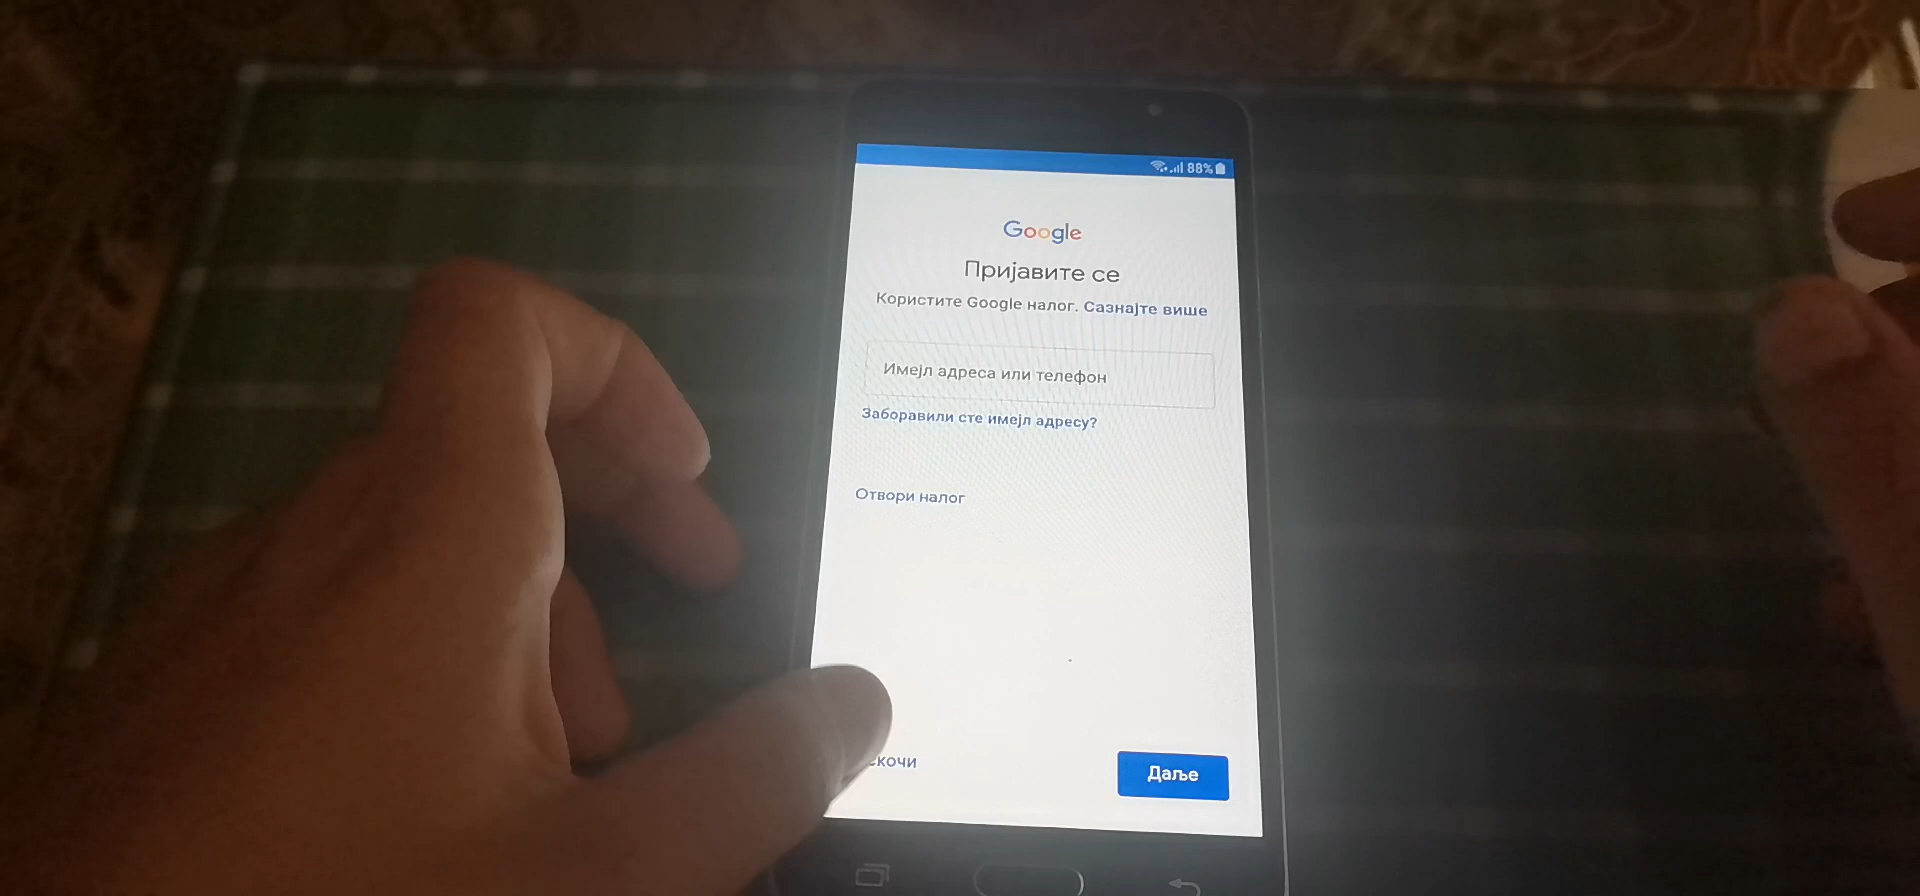 88%
Google
Пријавите се
Користите Google налог. Сазнајте више
Имејл адреса или телефон
Заборавили сте имејл адресу?
Отвори налог
Даље